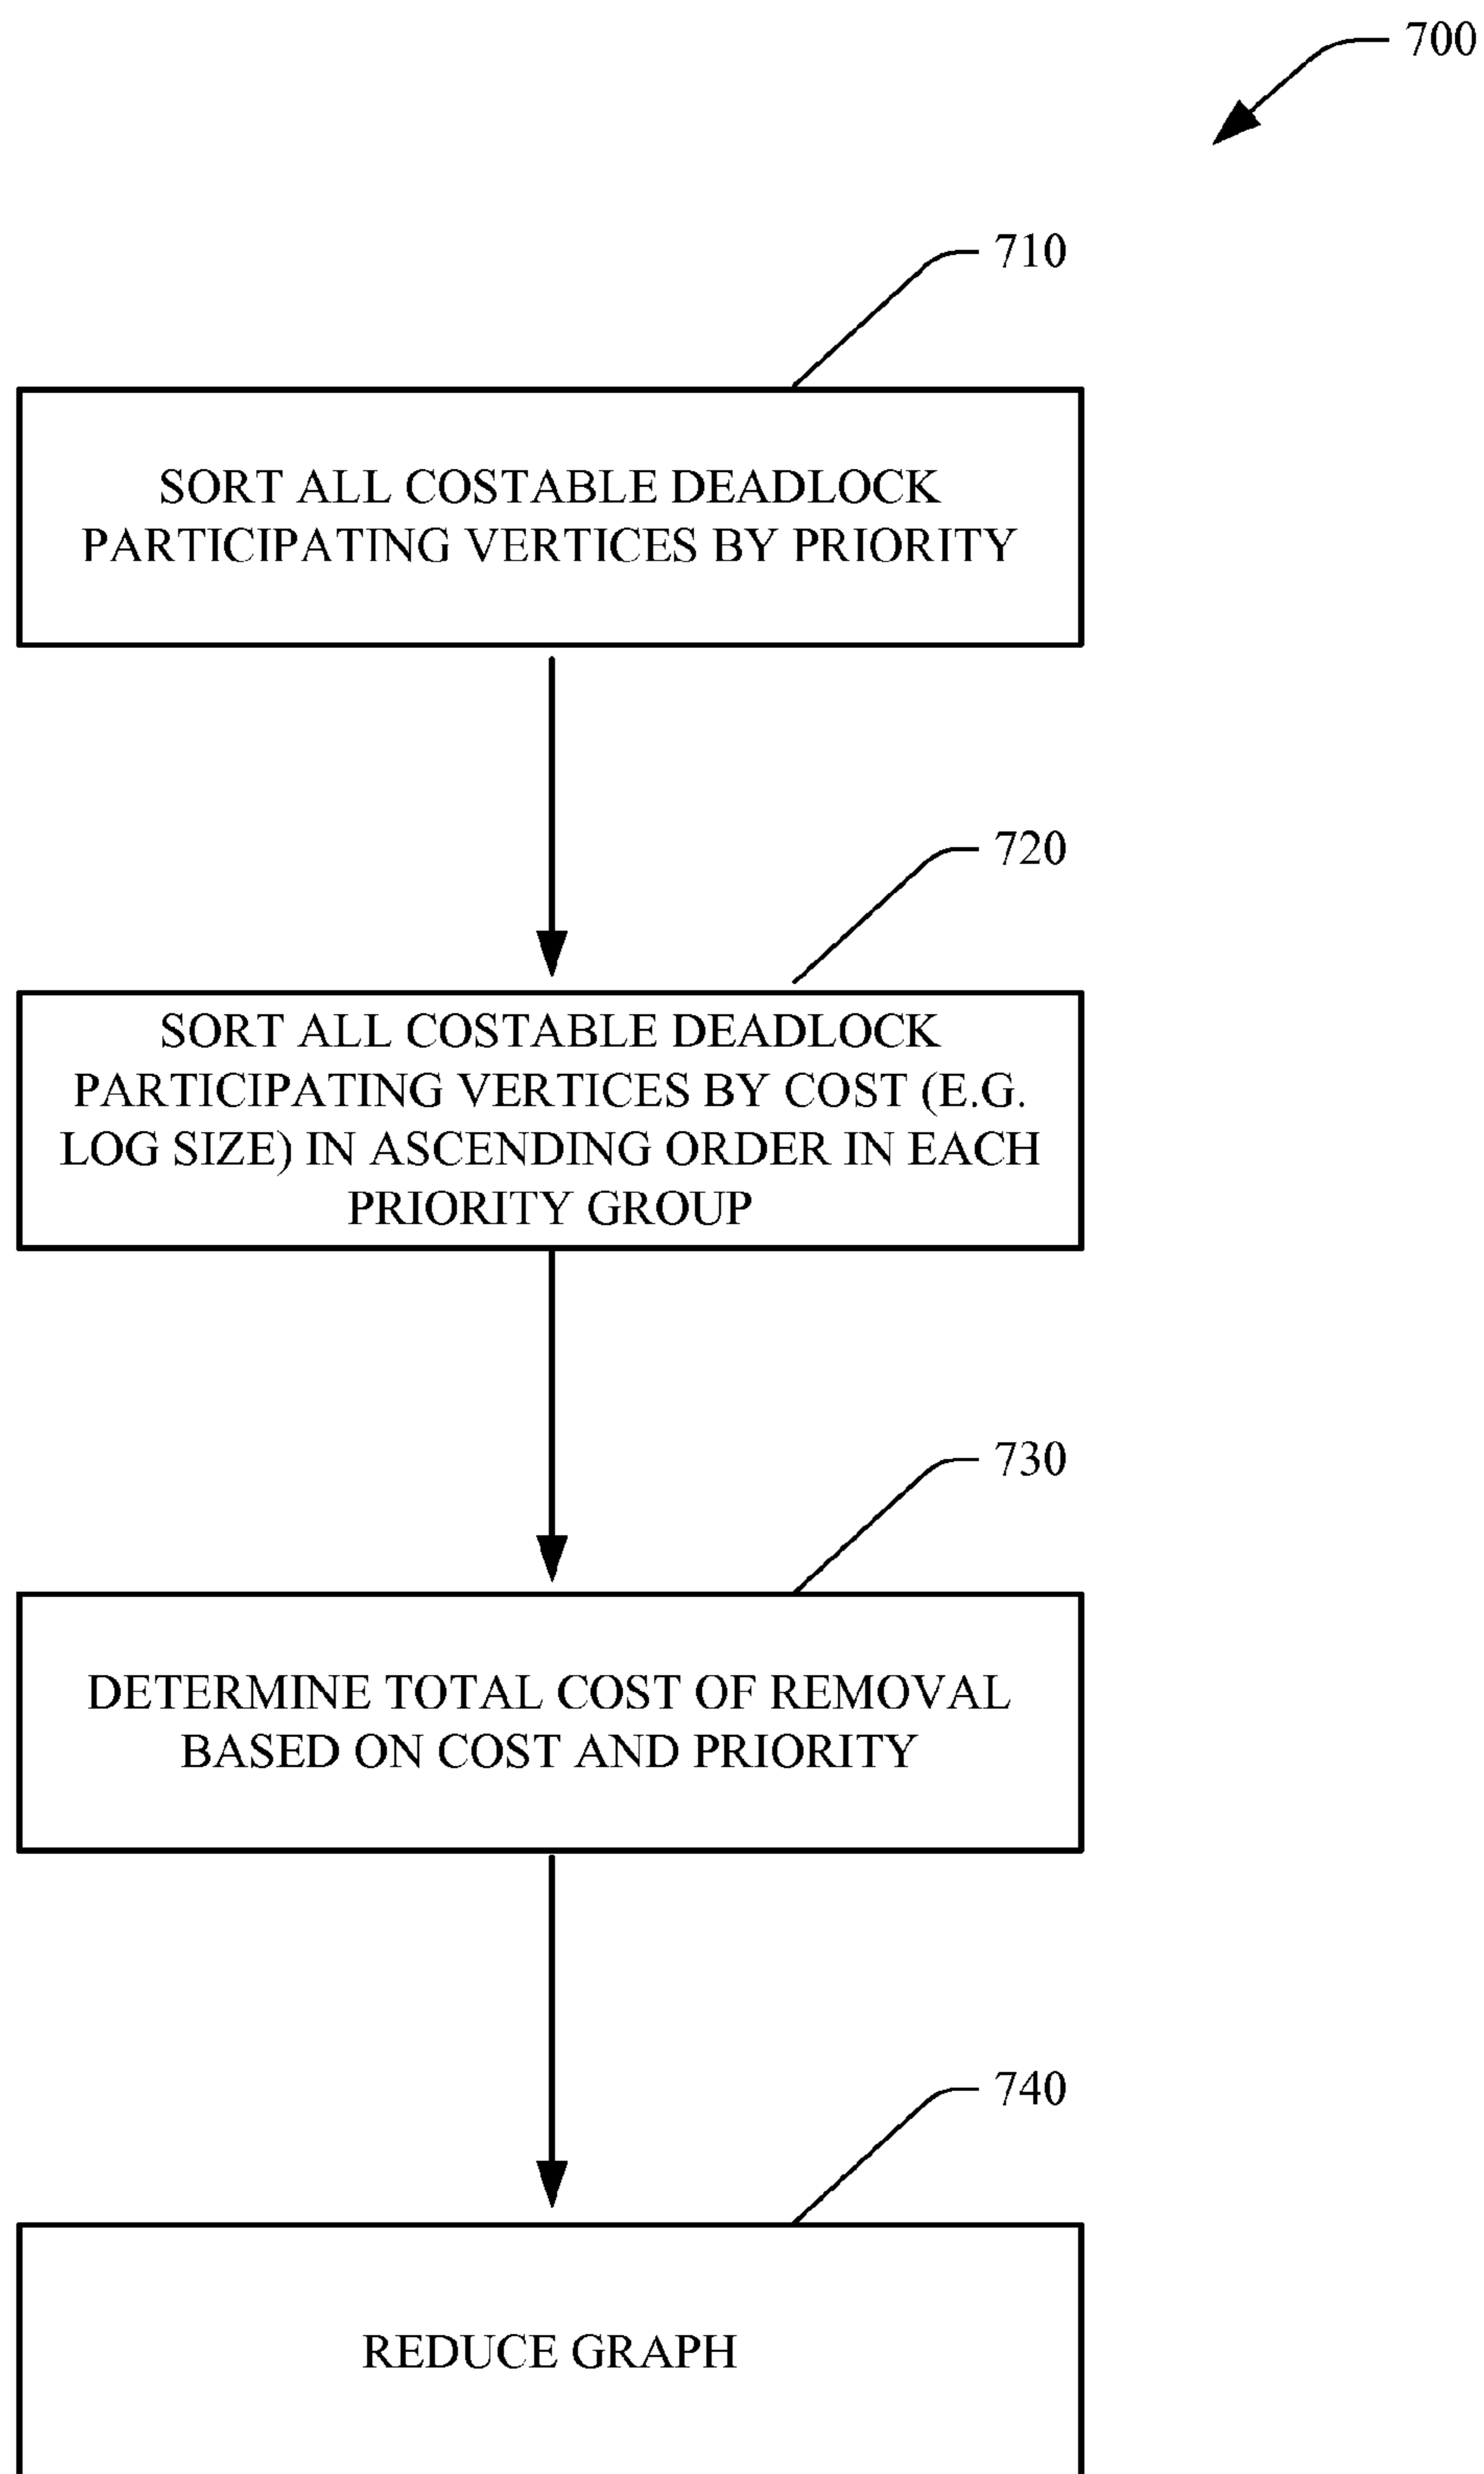 700
710
SORT ALL COSTABLE DEADLOCK
PARTICIPATING VERTICES BY PRIORITY
720
SORT ALL COSTABLE DEADLOCK
PARTICIPATING VERTICES BY COST (E.G.
LOG SIZE) IN ASCENDING ORDER IN EACH
PRIORITY GROUP
730
DETERMINE TOTAL COST OF REMOVAL
BASED ON COST AND PRIORITY
740
REDUCE GRAPH